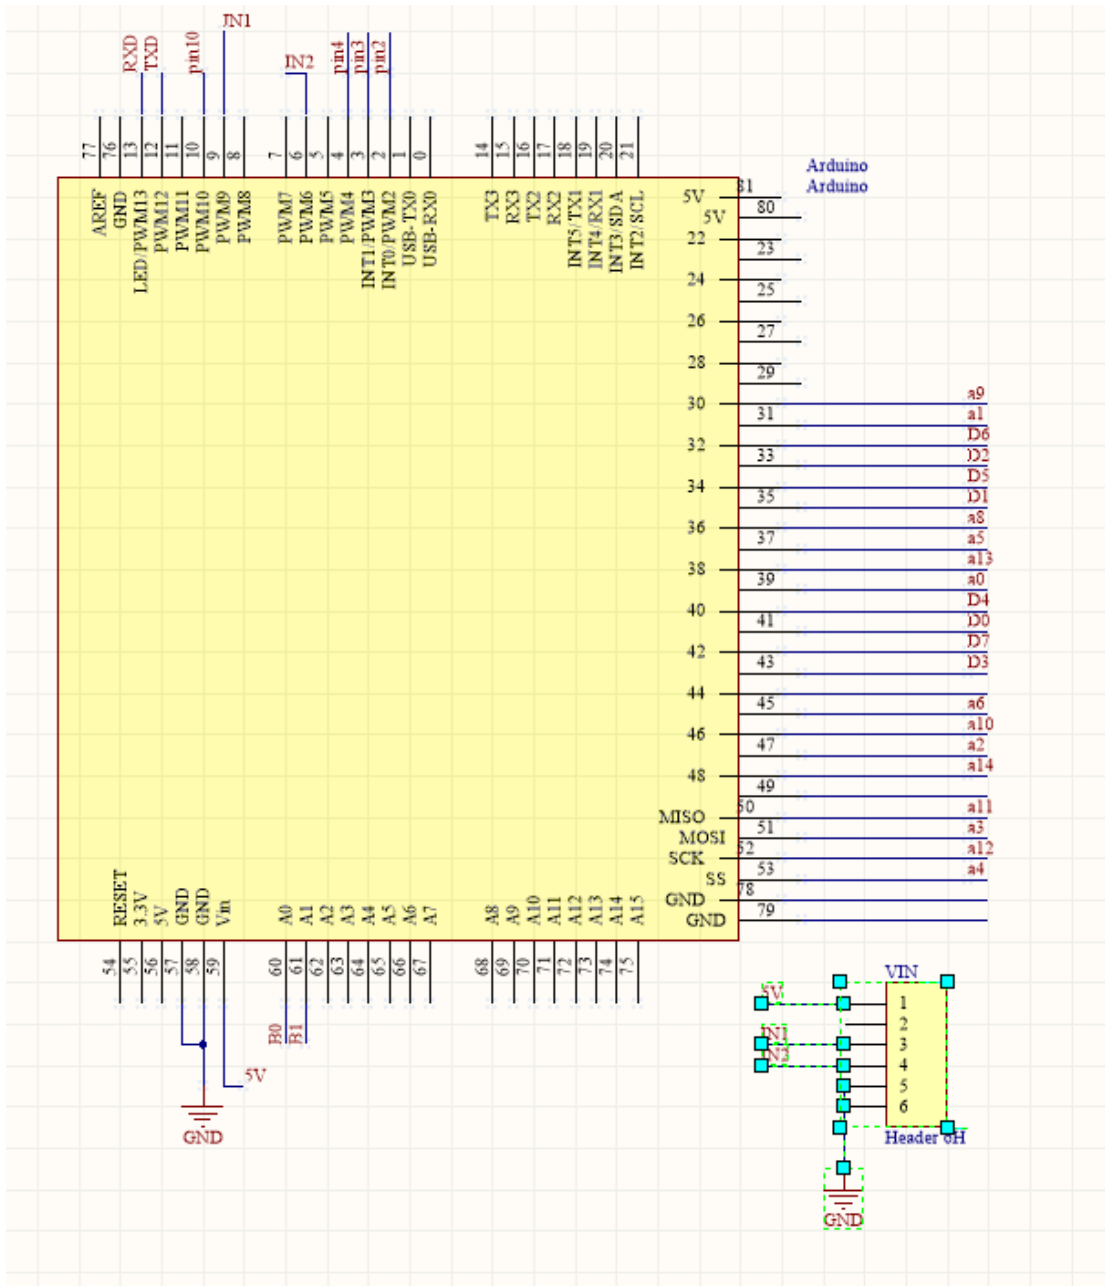 IN1
RXD
TXD
pin10
IN2
pin4
pin3
pin2
77
76
13
12
11
10
9
8
7
6
5
4
3
2
1
0
14
15
16
17
18
19
20
21
AREF
GND
LED/PWM13
PWM12
PWM11
PWM10
PWM9
PWM8
PWM7
PWM6
PWM5
PWM4
INT1/PWM3
INT0/PWM2
USB-TX0
USB-RX0
TX3
RX3
TX2
RX2
INT5/TX1
INT4/RX1
INT3/SDA
INT2/SCL
Arduino
Arduino
5V 81
5V 80
22
23
24
25
26
27
28
29
30 a9
31 a1
32 D6
33 D2
34 D5
35 D1
36 a8
37 a5
38 a13
39 a0
40 D4
41 D0
42 D7
43 D3
44
45 a6
46 a10
47 a2
48 a14
49
MISO 50 a11
MOSI 51 a3
SCK 52 a12
SS 53 a4
GND 78
GND 79
RESET
3.3V
5V
GND
GND
Vin
A0
A1
A2
A3
A4
A5
A6
A7
A8
A9
A10
A11
A12
A13
A14
A15
54
55
56
57
58
59
60
61
62
63
64
65
66
67
68
69
70
71
72
73
74
75
B0
B1
5V
GND
VIN
5V 1
2
IN1 3
IN2 4
5
6
Header 6H
GND